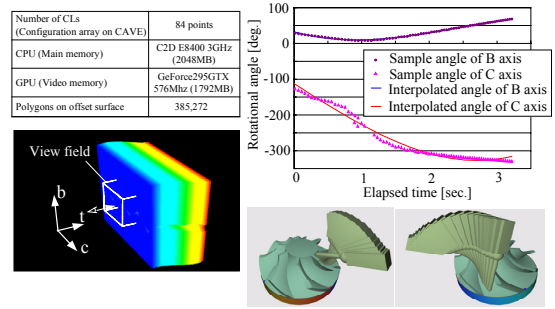 Number of CLs
(Configuration array on CAVE)
84 points
CPU (Main memory)
C2D E8400 3GHz
(2048MB)
GPU (Video memory)
GeForce295GTX
576Mhz (1792MB)
Polygons on offset surface
385,272
View field
b
t
c
Rotational angle [deg.]
100
0
-100
-200
-300
0
1
2
3
Elapsed time [sec.]
Sample angle of B axis
Sample angle of C axis
Interpolated angle of B axis
Interpolated angle of C axis